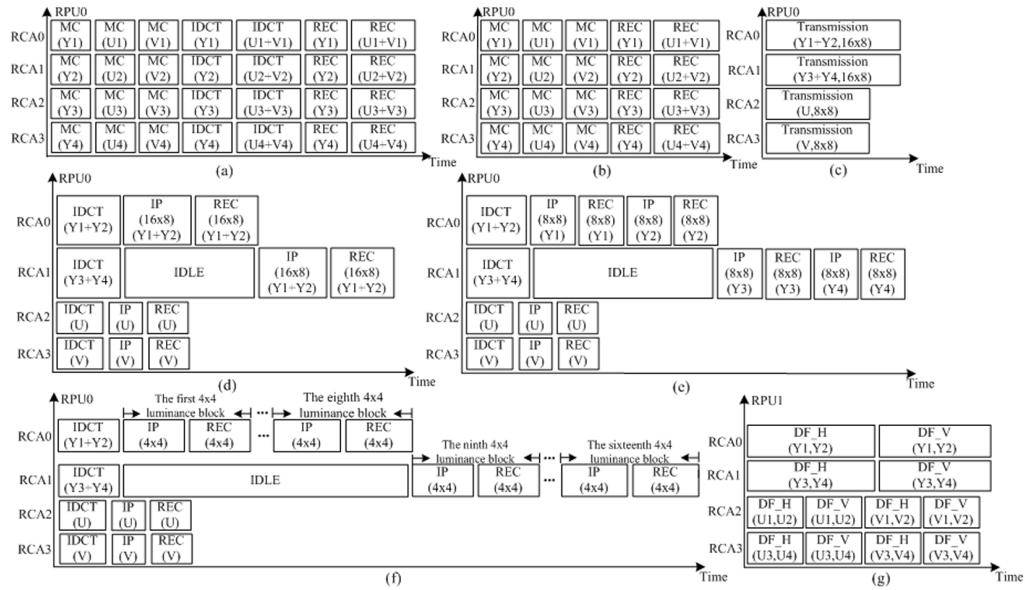 RPU0
RCA0 MC MC MC IDCT IDCT REC REC
(Y1) (U1) (V1) (Y1) (U1+V1) (Y1) (U1+V1)
RCA1 MC MC MC IDCT IDCT REC REC
(Y2) (U2) (V2) (Y2) (U2+V2) (Y2) (U2+V2)
RCA2 MC MC MC IDCT IDCT REC REC
(Y3) (U3) (V3) (Y3) (U3+V3) (Y3) (U3+V3)
RCA3 MC MC MC IDCT IDCT REC REC
(Y4) (U4) (V4) (Y4) (U4+V4) (Y4) (U4+V4)
Time
(a)
RPU0
RCA0 MC MC MC REC REC
(Y1) (U1) (V1) (Y1) (U1+V1)
RCA1 MC MC MC REC REC
(Y2) (U2) (V2) (Y2) (U2+V2)
RCA2 MC MC MC REC REC
(Y3) (U3) (V3) (Y3) (U3+V3)
RCA3 MC MC MC REC REC
(Y4) (U4) (V4) (Y4) (U4+V4)
Time
(b)
RPU0
RCA0 Transmission
(Y1+Y2,16x8)
RCA1 Transmission
(Y3+Y4,16x8)
RCA2 Transmission
(U,8x8)
RCA3 Transmission
(V,8x8)
Time
(c)
RPU0
RCA0 IDCT IP REC
(Y1+Y2) (16x8) (16x8)
(Y1+Y2) (Y1+Y2)
RCA1 IDCT IDLE IP REC
(Y3+Y4) (16x8) (16x8)
(Y1+Y2) (Y1+Y2)
RCA2 IDCT IP REC
(U) (U) (U)
RCA3 IDCT IP REC
(V) (V) (V)
Time
(d)
RPU0
RCA0 IDCT IP REC IP REC
(Y1+Y2) (8x8) (8x8) (8x8) (8x8)
(Y1) (Y1) (Y2) (Y2)
RCA1 IDCT IDLE IP REC IP REC
(Y3+Y4) (8x8) (8x8) (8x8) (8x8)
(Y3) (Y3) (Y4) (Y4)
RCA2 IDCT IP REC
(U) (U) (U)
RCA3 IDCT IP REC
(V) (V) (V)
Time
(e)
RPU0
The first 4x4 ... The eighth 4x4
luminance block luminance block
RCA0 IDCT IP REC ... IP REC
(Y1+Y2) (4x4) (4x4) (4x4) (4x4)
The ninth 4x4 ... The sixteenth 4x4
luminance block luminance block
RCA1 IDCT IDLE IP REC ... IP REC
(Y3+Y4) (4x4) (4x4) (4x4) (4x4)
RCA2 IDCT IP REC
(U) (U) (U)
RCA3 IDCT IP REC
(V) (V) (V)
Time
(f)
RPU1
RCA0 DF_H DF_V
(Y1,Y2) (Y1,Y2)
RCA1 DF_H DF_V
(Y3,Y4) (Y3,Y4)
RCA2 DF_H DF_V DF_H DF_V
(U1,U2) (U1,U2) (V1,V2) (V1,V2)
RCA3 DF_H DF_V DF_H DF_V
(U3,U4) (U3,U4) (V3,V4) (V3,V4)
Time
(g)